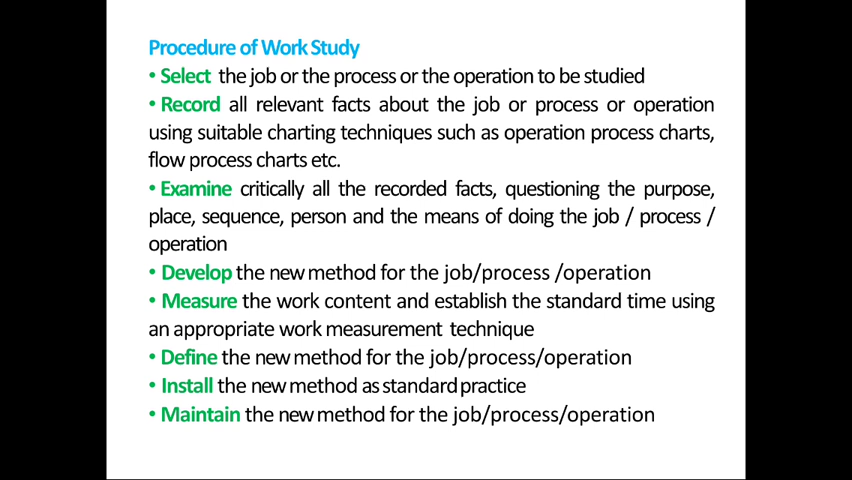 Procedure of Work Study
• Select the job or the process or the operation to be studied
• Record all relevant facts about the job or process or operation
using suitable charting techniques such as operation process charts,
flow process charts etc.
• Examine critically all the recorded facts, questioning the purpose,
place, sequence, person and the means of doing the job / process /
operation
• Develop the new method for the job/process /operation
• Measure the work content and establish the standard time using
an appropriate work measurement technique
• Define the new method for the job/process/operation
• Install the new method as standard practice
• Maintain the new method for the job/process/operation